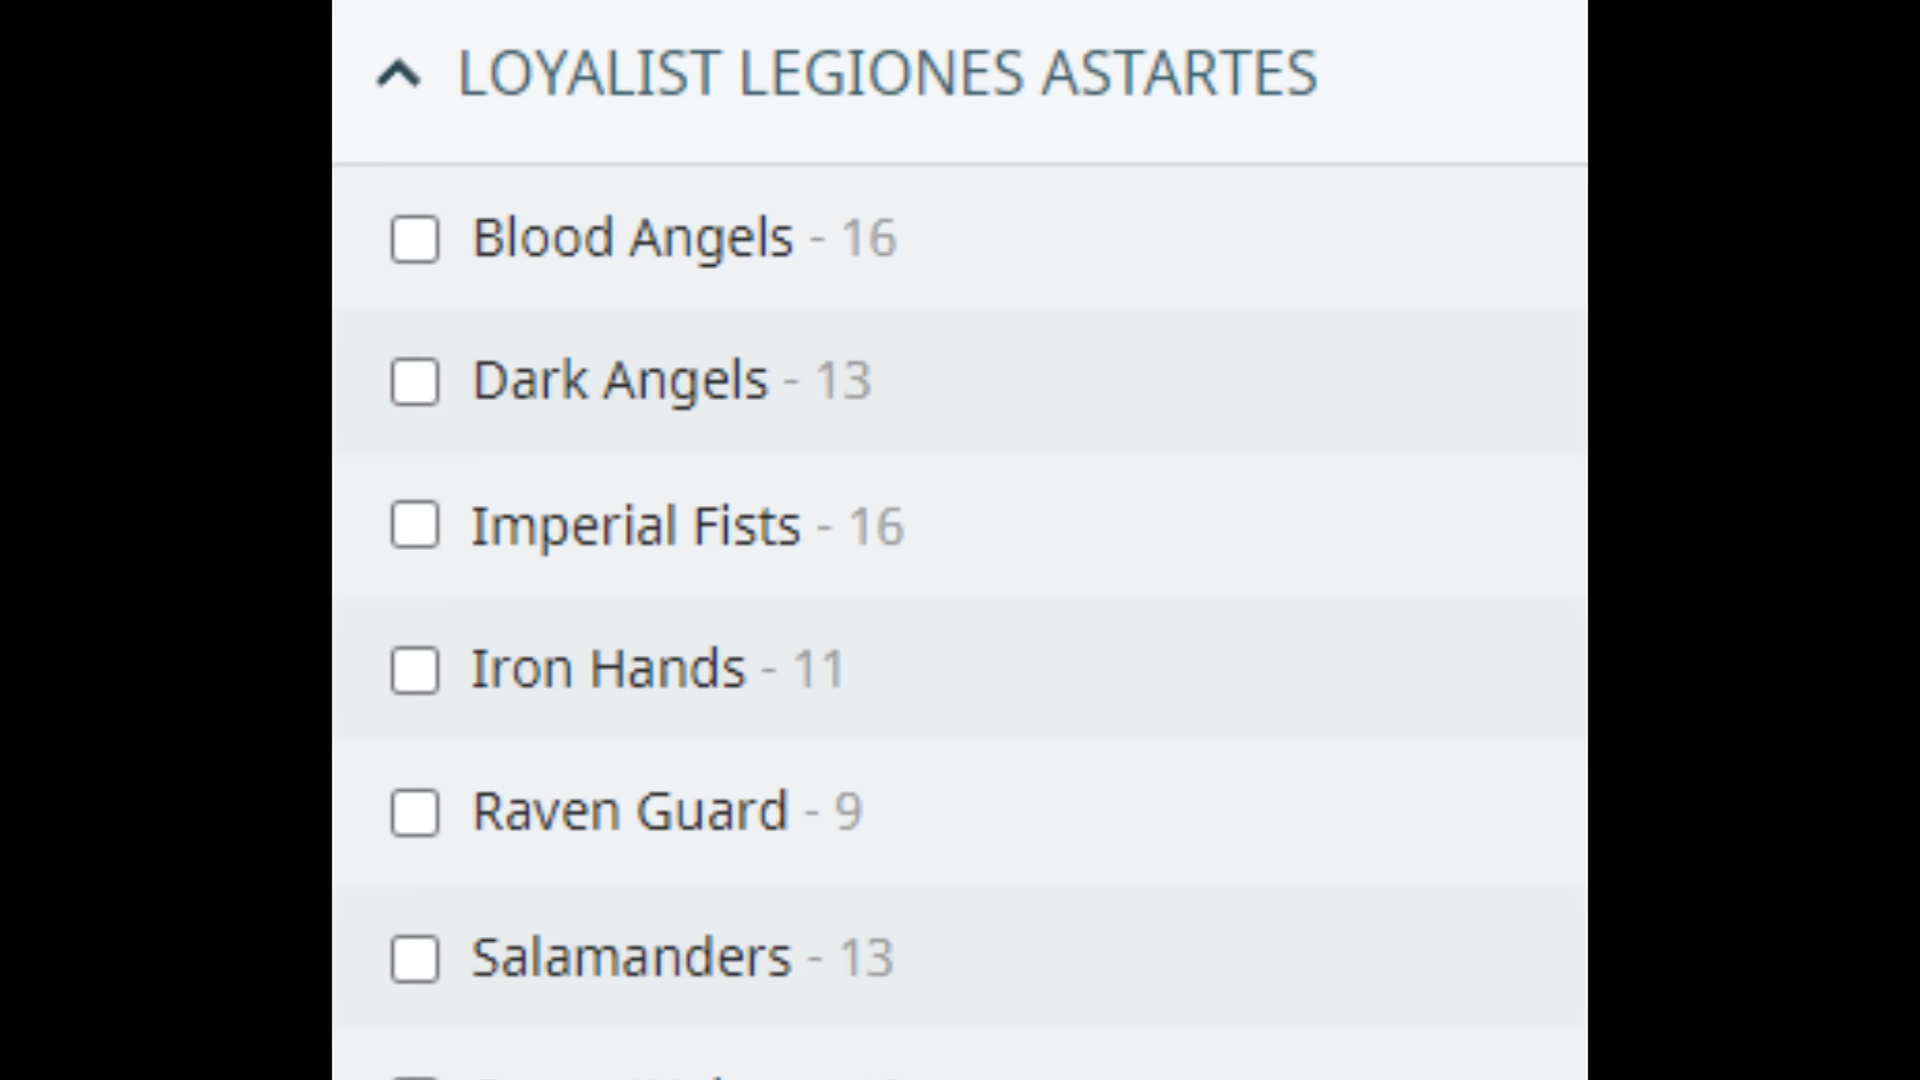 LOYALIST LEGIONES ASTARTES
Blood Angels - 16
Dark Angels - 13
Imperial Fists - 16
Iron Hands - 11
Raven Guard - 9
Salamanders - 13